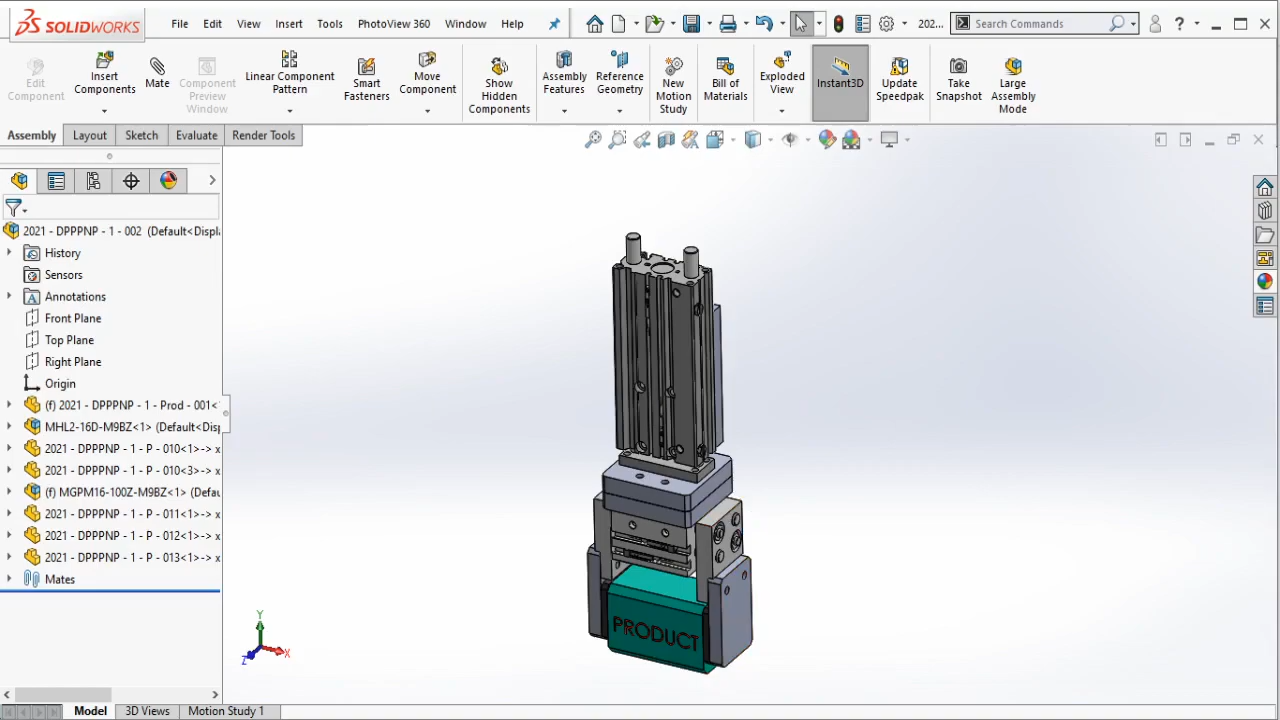 SOLIDWORKS
File Edit View Insert Tools PhotoView 360 Window Help
202...
Search Commands
Edit Component
Insert Components
Mate
Component Preview Window
Linear Component Pattern
Smart Fasteners
Move Component
Show Hidden Components
Assembly Features
Reference Geometry
New Motion Study
Bill of Materials
Exploded View
Instant3D
Update Speedpak
Take Snapshot
Large Assembly Mode
Assembly Layout Sketch Evaluate Render Tools
2021 - DPPPNP - 1 - 002 (Default<Displ
History
Sensors
Annotations
Front Plane
Top Plane
Right Plane
Origin
(f) 2021 - DPPPNP - 1 - Prod - 001<
MHL2-16D-M9BZ<1> (Default<Disp
2021 - DPPPNP - 1 - P - 010<1>-> x
2021 - DPPPNP - 1 - P - 010<3>-> x
(f) MGPM16-100Z-M9BZ<1> (Defau
2021 - DPPPNP - 1 - P - 011<1>-> x
2021 - DPPPNP - 1 - P - 012<1>-> x
2021 - DPPPNP - 1 - P - 013<1>-> x
Mates
PRODUCT
Y
X
Z
Model 3D Views Motion Study 1